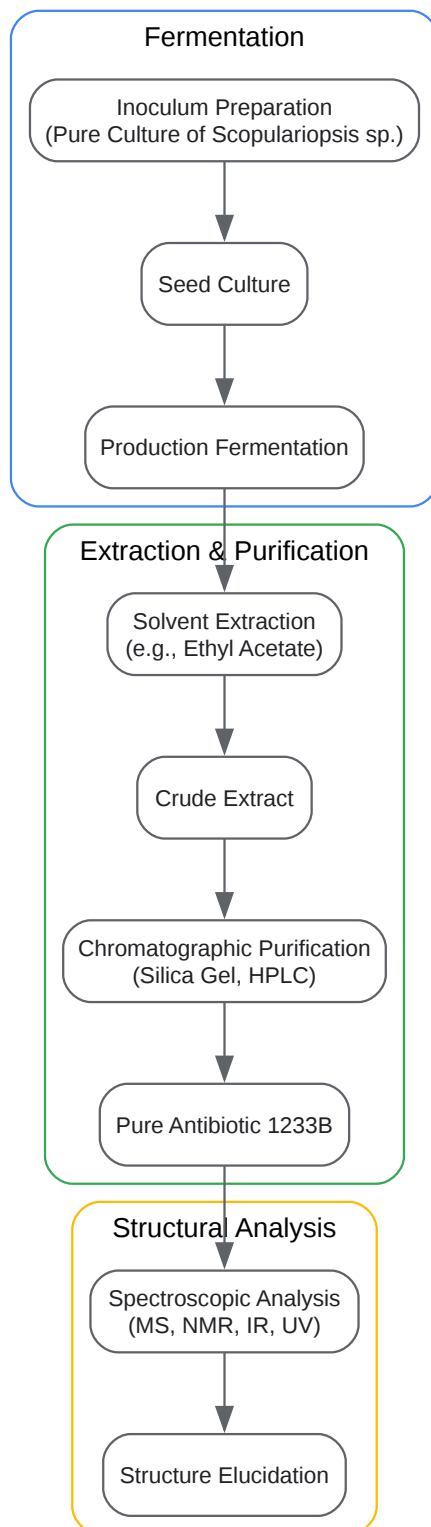 Fermentation
Inoculum Preparation
(Pure Culture of Scopulariopsis sp.)
Seed Culture
Production Fermentation
Extraction & Purification
Solvent Extraction
(e.g., Ethyl Acetate)
Crude Extract
Chromatographic Purification
(Silica Gel, HPLC)
Pure Antibiotic 1233B
Structural Analysis
Spectroscopic Analysis
(MS, NMR, IR, UV)
Structure Elucidation